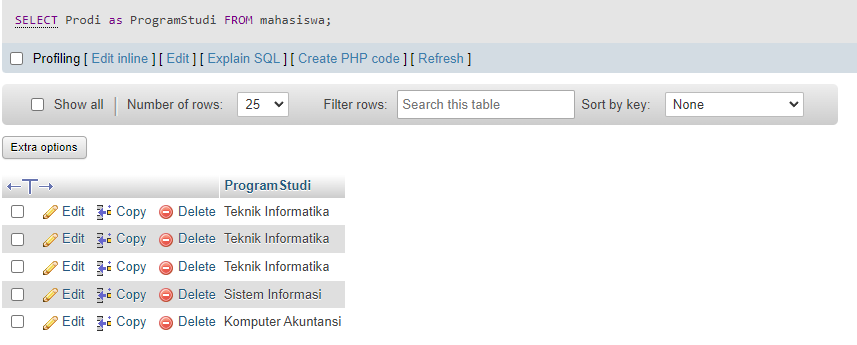 SELECT Prodi as ProgramStudi FROM mahasiswa;
Profiling [ Edit inline ] [ Edit ] [ Explain SQL ] [ Create PHP code ] [ Refresh ]
Show all Number of rows: 25 Filter rows: Search this table Sort by key: None
Extra options
ProgramStudi
Edit Copy Delete Teknik Informatika
Edit Copy Delete Teknik Informatika
Edit Copy Delete Teknik Informatika
Edit Copy Delete Sistem Informasi
Edit Copy Delete Komputer Akuntansi